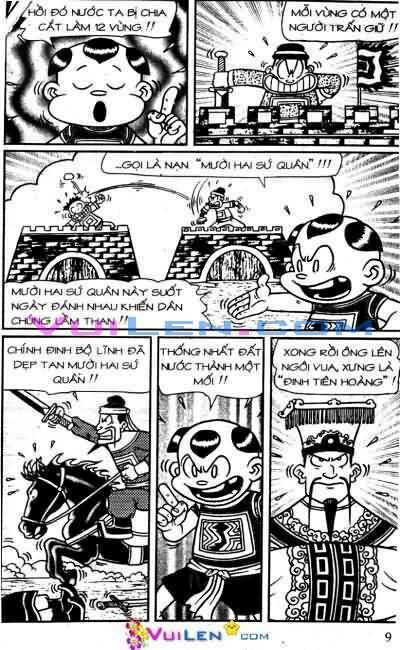 HỒI ĐÓ NƯỚC TA BỊ CHIA
CẮT LÀM 12 VÙNG !!
MỖI VÙNG CÓ MỘT
NGƯỜI TRẤN GIỮ !!
...GỌI LÀ NẠN "MƯỜI HAI SỨ QUÂN" !!!
MƯỜI HAI SỨ QUÂN NÀY SUỐT
NGÀY ĐÁNH NHAU KHIẾN DÂN
CHÚNG LẦM THAN !!
VUILEN.COM
CHÍNH ĐINH BỘ LĨNH ĐÃ
DẸP TAN MƯỜI HAI SỨ
QUÂN !!
THỐNG NHẤT ĐẤT
NƯỚC THÀNH MỘT
MỐI !!
XONG RỒI ÔNG LÊN
NGÔI VUA, XƯNG LÀ
"ĐINH TIÊN HOÀNG" !!
9
VUILEN.COM